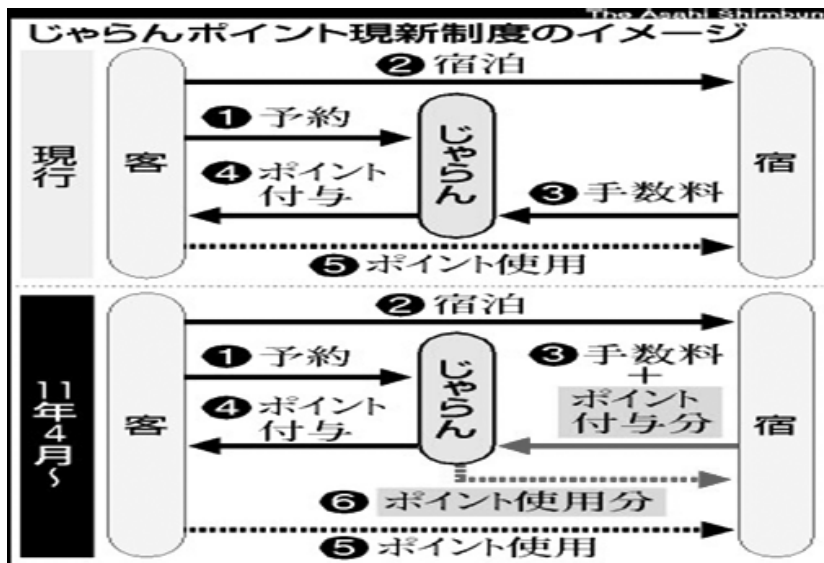 The Asahi Shimbun
じゃらんポイント現新制度のイメージ
現行
客
❷宿泊
❶予約
じゃらん
❹ポイント
付与
❸手数料
❺ポイント使用
宿
11年4月~
客
❷宿泊
❶予約
じゃらん
❸手数料
+
ポイント
付与分
❹ポイント
付与
❻ポイント使用分
❺ポイント使用
宿